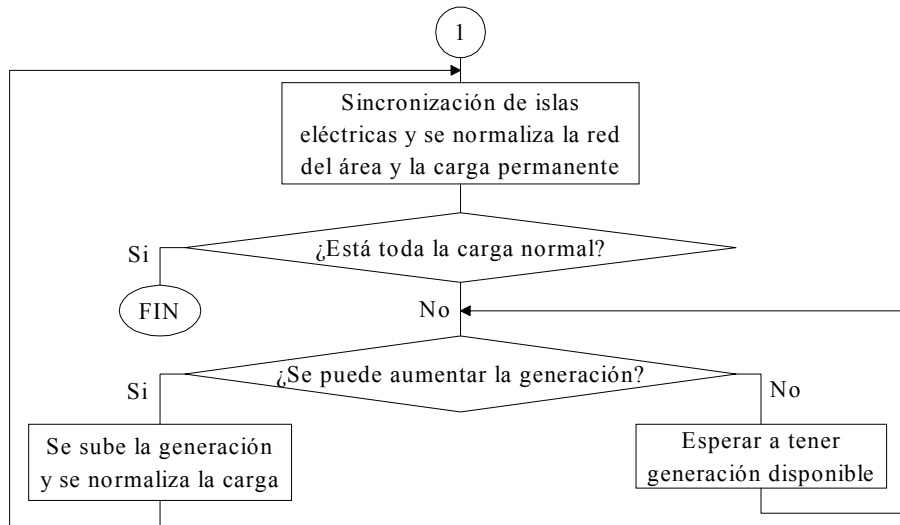 1
Sincronización de islas
eléctricas y se normaliza la red
del área y la carga permanente
Si
¿Está toda la carga normal?
FIN
No
¿Se puede aumentar la generación?
Si
No
Se sube la generación
y se normaliza la carga
Esperar a tener
generación disponible